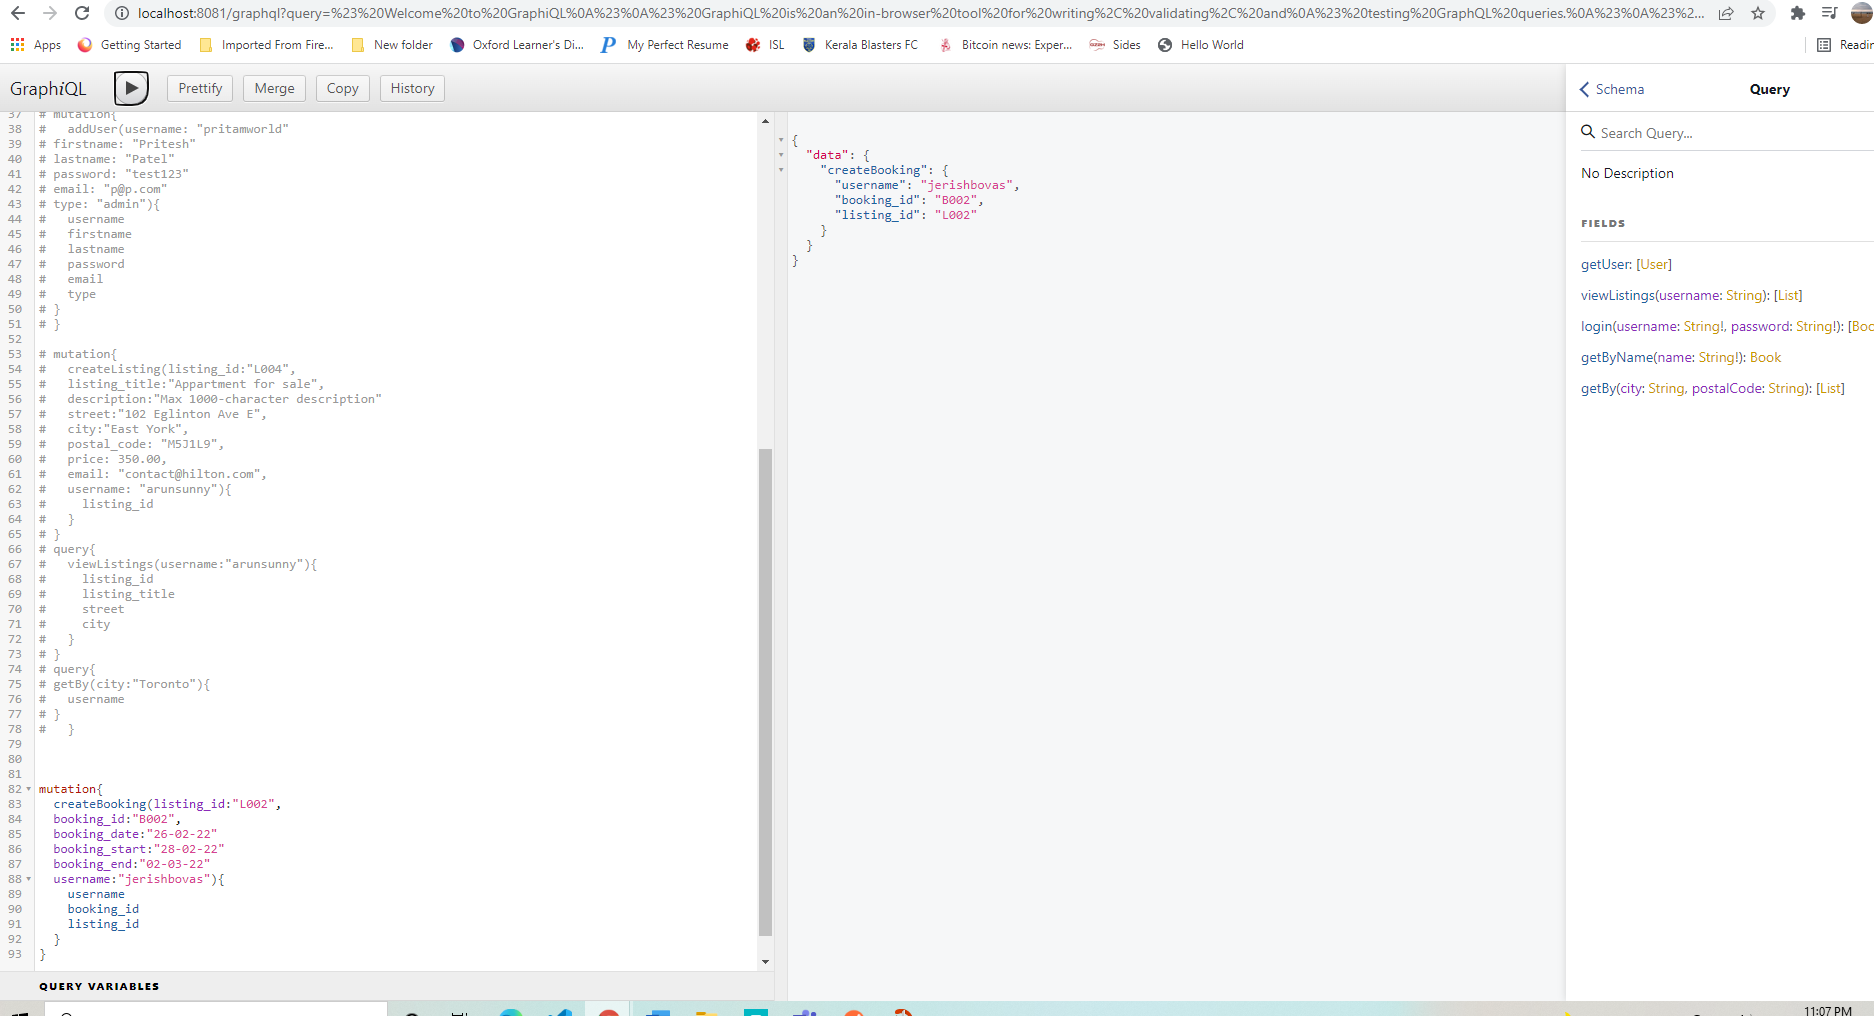 localhost:8081/graphql?query=%23%20Welcome%20to%20GraphiQL%0A%23%0A%23%20GraphiQL%20is%20an%20in-browser%20tool%20for%20writing%2C%20validating%2C%20and%0A%23%20testing%20GraphQL%20queries.%0A%23%0A%23%2...
Apps Getting Started Imported From Fire... New folder Oxford Learner's Di... My Perfect Resume ISL Kerala Blasters FC Bitcoin news: Exper... Sides Hello World Readin
GraphiQL Prettify Merge Copy History
37 # mutation{
38 #   addUser(username: "pritamworld"
39 # firstname: "Pritesh"
40 # lastname: "Patel"
41 # password: "test123"
42 # email: "p@p.com"
43 # type: "admin"){
44 #   username
45 #   firstname
46 #   lastname
47 #   password
48 #   email
49 #   type
50 # }
51 # }
52
53 # mutation{
54 #   createListing(listing_id:"L004",
55 #   listing_title:"Appartment for sale",
56 #   description:"Max 1000-character description"
57 #   street:"102 Eglinton Ave E",
58 #   city:"East York",
59 #   postal_code: "M5J1L9",
60 #   price: 350.00,
61 #   email: "contact@hilton.com",
62 #   username: "arunsunny"){
63 #     listing_id
64 #   }
65 # }
66 # query{
67 #   viewListings(username:"arunsunny"){
68 #     listing_id
69 #     listing_title
70 #     street
71 #     city
72 #   }
73 # }
74 # query{
75 # getBy(city:"Toronto"){
76 #   username
77 # }
78 #   }
79
80
81
82 mutation{
83   createBooking(listing_id:"L002",
84   booking_id:"B002",
85   booking_date:"26-02-22"
86   booking_start:"28-02-22"
87   booking_end:"02-03-22"
88   username:"jerishbovas"){
89     username
90     booking_id
91     listing_id
92   }
93 }
QUERY VARIABLES
{
  "data": {
    "createBooking": {
      "username": "jerishbovas",
      "booking_id": "B002",
      "listing_id": "L002"
    }
  }
}
Schema Query
Search Query...
No Description
FIELDS
getUser: [User]
viewListings(username: String): [List]
login(username: String!, password: String!): [Boo
getByName(name: String!): Book
getBy(city: String, postalCode: String): [List]
11:07 PM